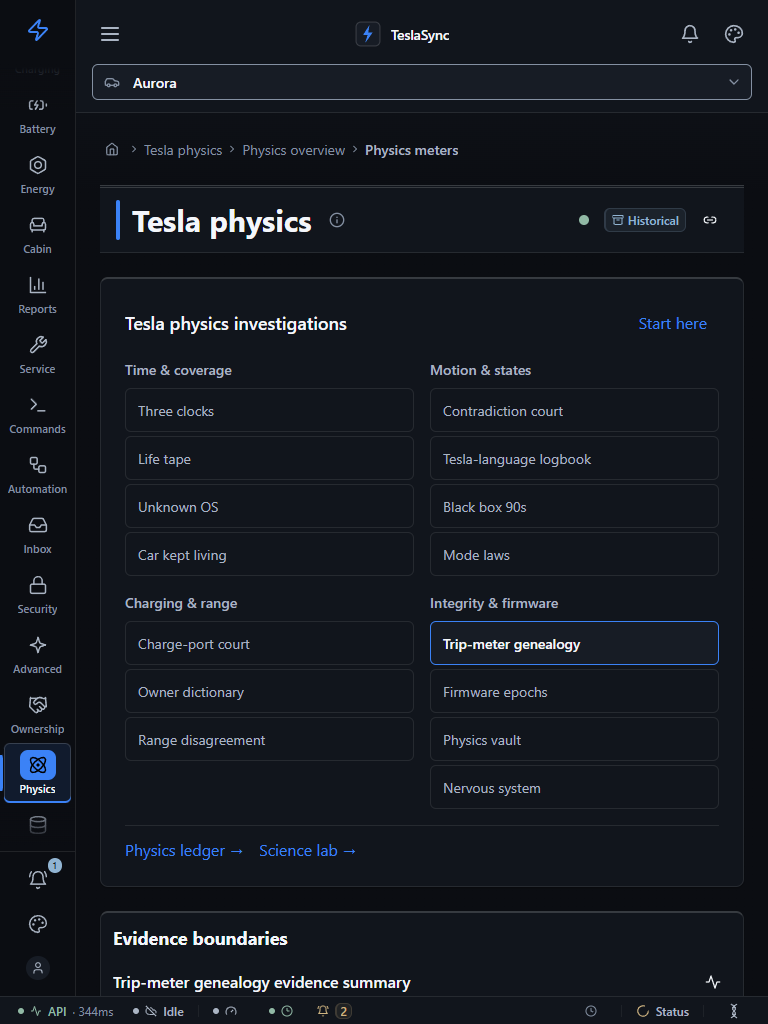 TeslaSync
Aurora
Charging
Battery
Energy
Cabin
Reports
Service
Commands
Automation
Inbox
Security
Advanced
Ownership
Physics
1
Tesla physics > Physics overview > Physics meters
Tesla physics
Historical
Tesla physics investigations
Start here
Time & coverage
Three clocks
Life tape
Unknown OS
Car kept living
Motion & states
Contradiction court
Tesla-language logbook
Black box 90s
Mode laws
Charging & range
Charge-port court
Owner dictionary
Range disagreement
Integrity & firmware
Trip-meter genealogy
Firmware epochs
Physics vault
Nervous system
Physics ledger →
Science lab →
Evidence boundaries
Trip-meter genealogy evidence summary
API · 344ms
Idle
2
Status